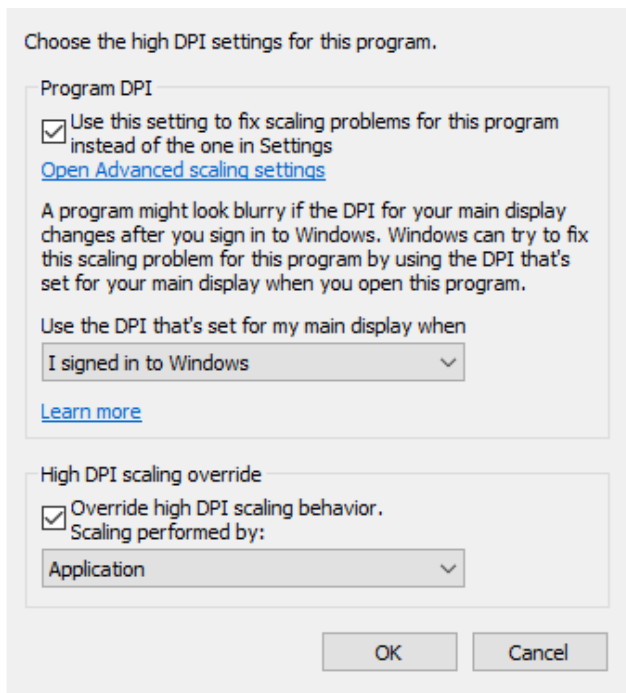 Choose the high DPI settings for this program.
Program DPI
Use this setting to fix scaling problems for this program
instead of the one in Settings
Open Advanced scaling settings
A program might look blurry if the DPI for your main display
changes after you sign in to Windows. Windows can try to fix
this scaling problem for this program by using the DPI that's
set for your main display when you open this program.
Use the DPI that's set for my main display when
I signed in to Windows
Learn more
High DPI scaling override
Override high DPI scaling behavior.
Scaling performed by:
Application
OK
Cancel